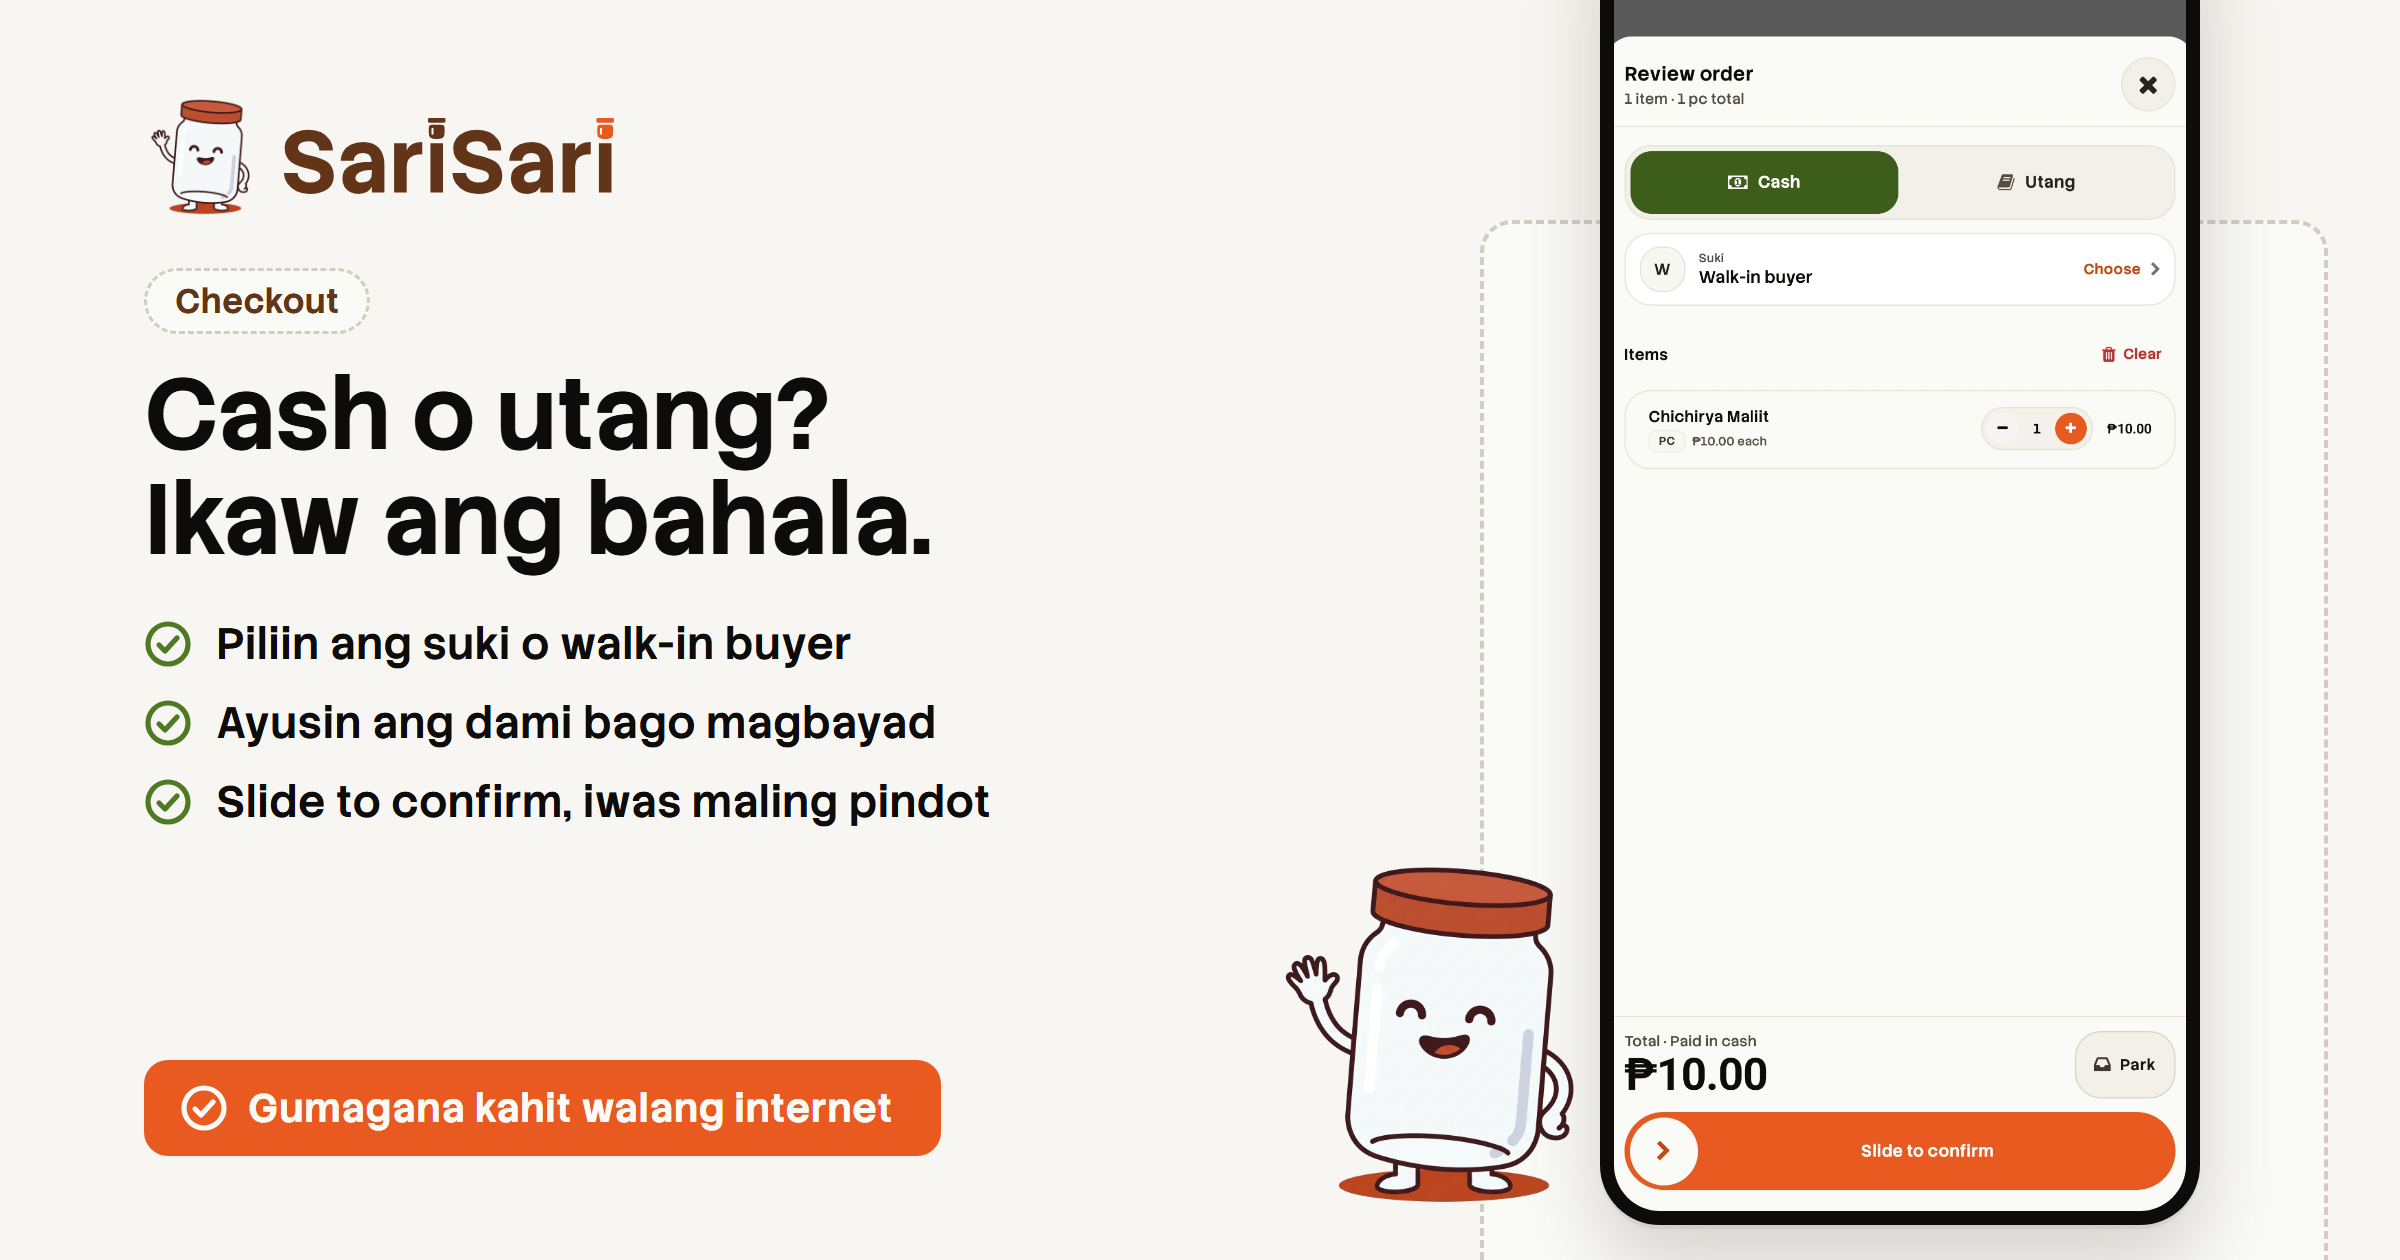 SariSari
Checkout
Cash o utang?
Ikaw ang bahala.
Piliin ang suki o walk-in buyer
Ayusin ang dami bago magbayad
Slide to confirm, iwas maling pindot
Gumagana kahit walang internet
Review order
1 item · 1 pc total
Cash
Utang
W
Suki
Walk-in buyer
Choose
Items
Clear
Chichirya Maliit
PC ₱10.00 each
1
₱10.00
Total · Paid in cash
₱10.00
Park
Slide to confirm